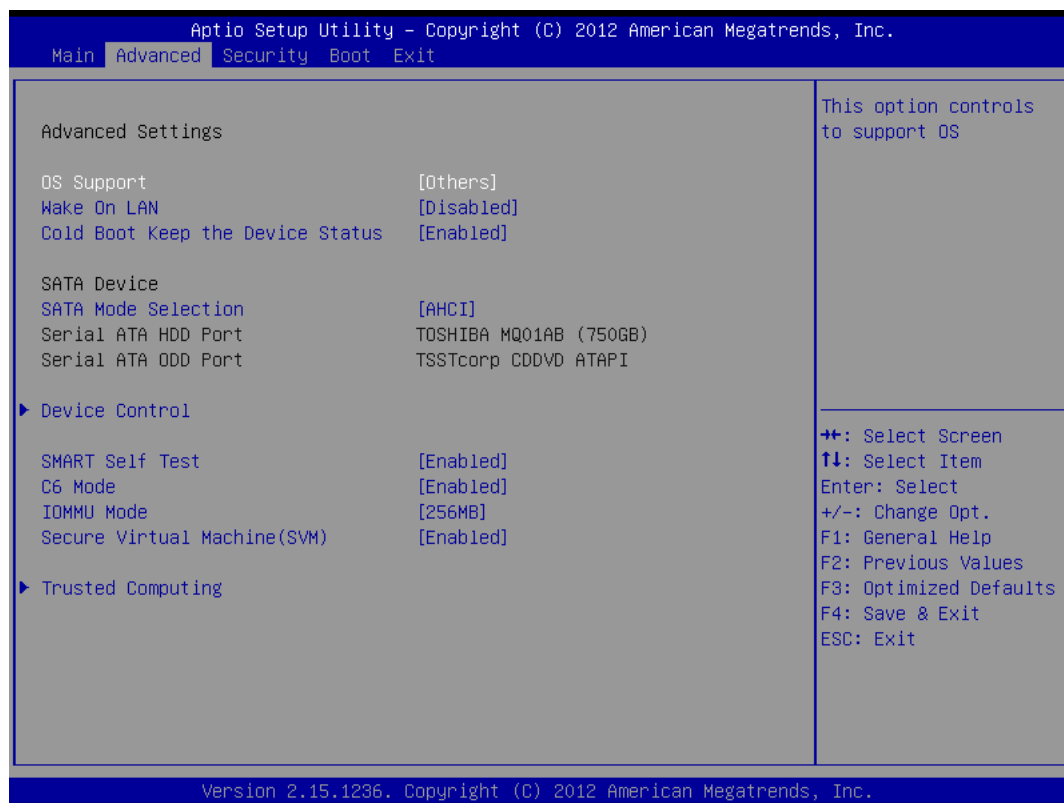 Aptio Setup Utility – Copyright (C) 2012 American Megatrends, Inc.
Main Advanced Security Boot Exit
Advanced Settings
OS Support [Others]
Wake On LAN [Disabled]
Cold Boot Keep the Device Status [Enabled]
SATA Device
SATA Mode Selection [AHCI]
Serial ATA HDD Port TOSHIBA MQ01AB (750GB)
Serial ATA ODD Port TSSTcorp CDDVD ATAPI
Device Control
SMART Self Test [Enabled]
C6 Mode [Enabled]
IOMMU Mode [256MB]
Secure Virtual Machine(SVM) [Enabled]
Trusted Computing
This option controls
to support OS
→←: Select Screen
↑↓: Select Item
Enter: Select
+/-: Change Opt.
F1: General Help
F2: Previous Values
F3: Optimized Defaults
F4: Save & Exit
ESC: Exit
Version 2.15.1236. Copyright (C) 2012 American Megatrends, Inc.